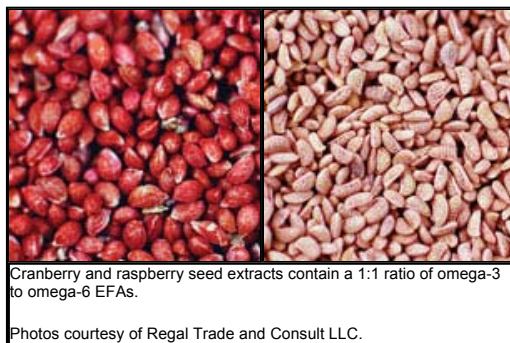 Cranberry and raspberry seed extracts contain a 1:1 ratio of omega-3
to omega-6 EFAs.
Photos courtesy of Regal Trade and Consult LLC.